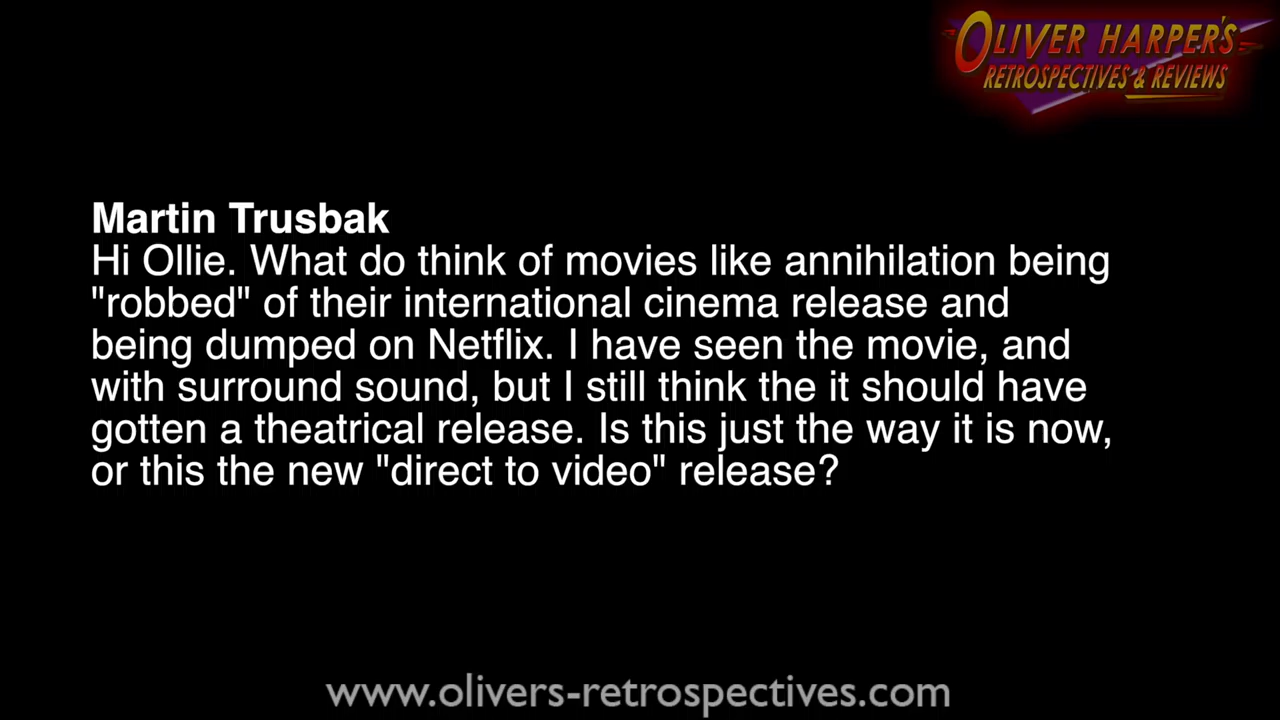 OLIVER HARPER'S
RETROSPECTIVES & REVIEWS
Martin Trusbak
Hi Ollie. What do think of movies like annihilation being
"robbed" of their international cinema release and
being dumped on Netflix. I have seen the movie, and
with surround sound, but I still think the it should have
gotten a theatrical release. Is this just the way it is now,
or this the new "direct to video" release?
www.olivers-retrospectives.com